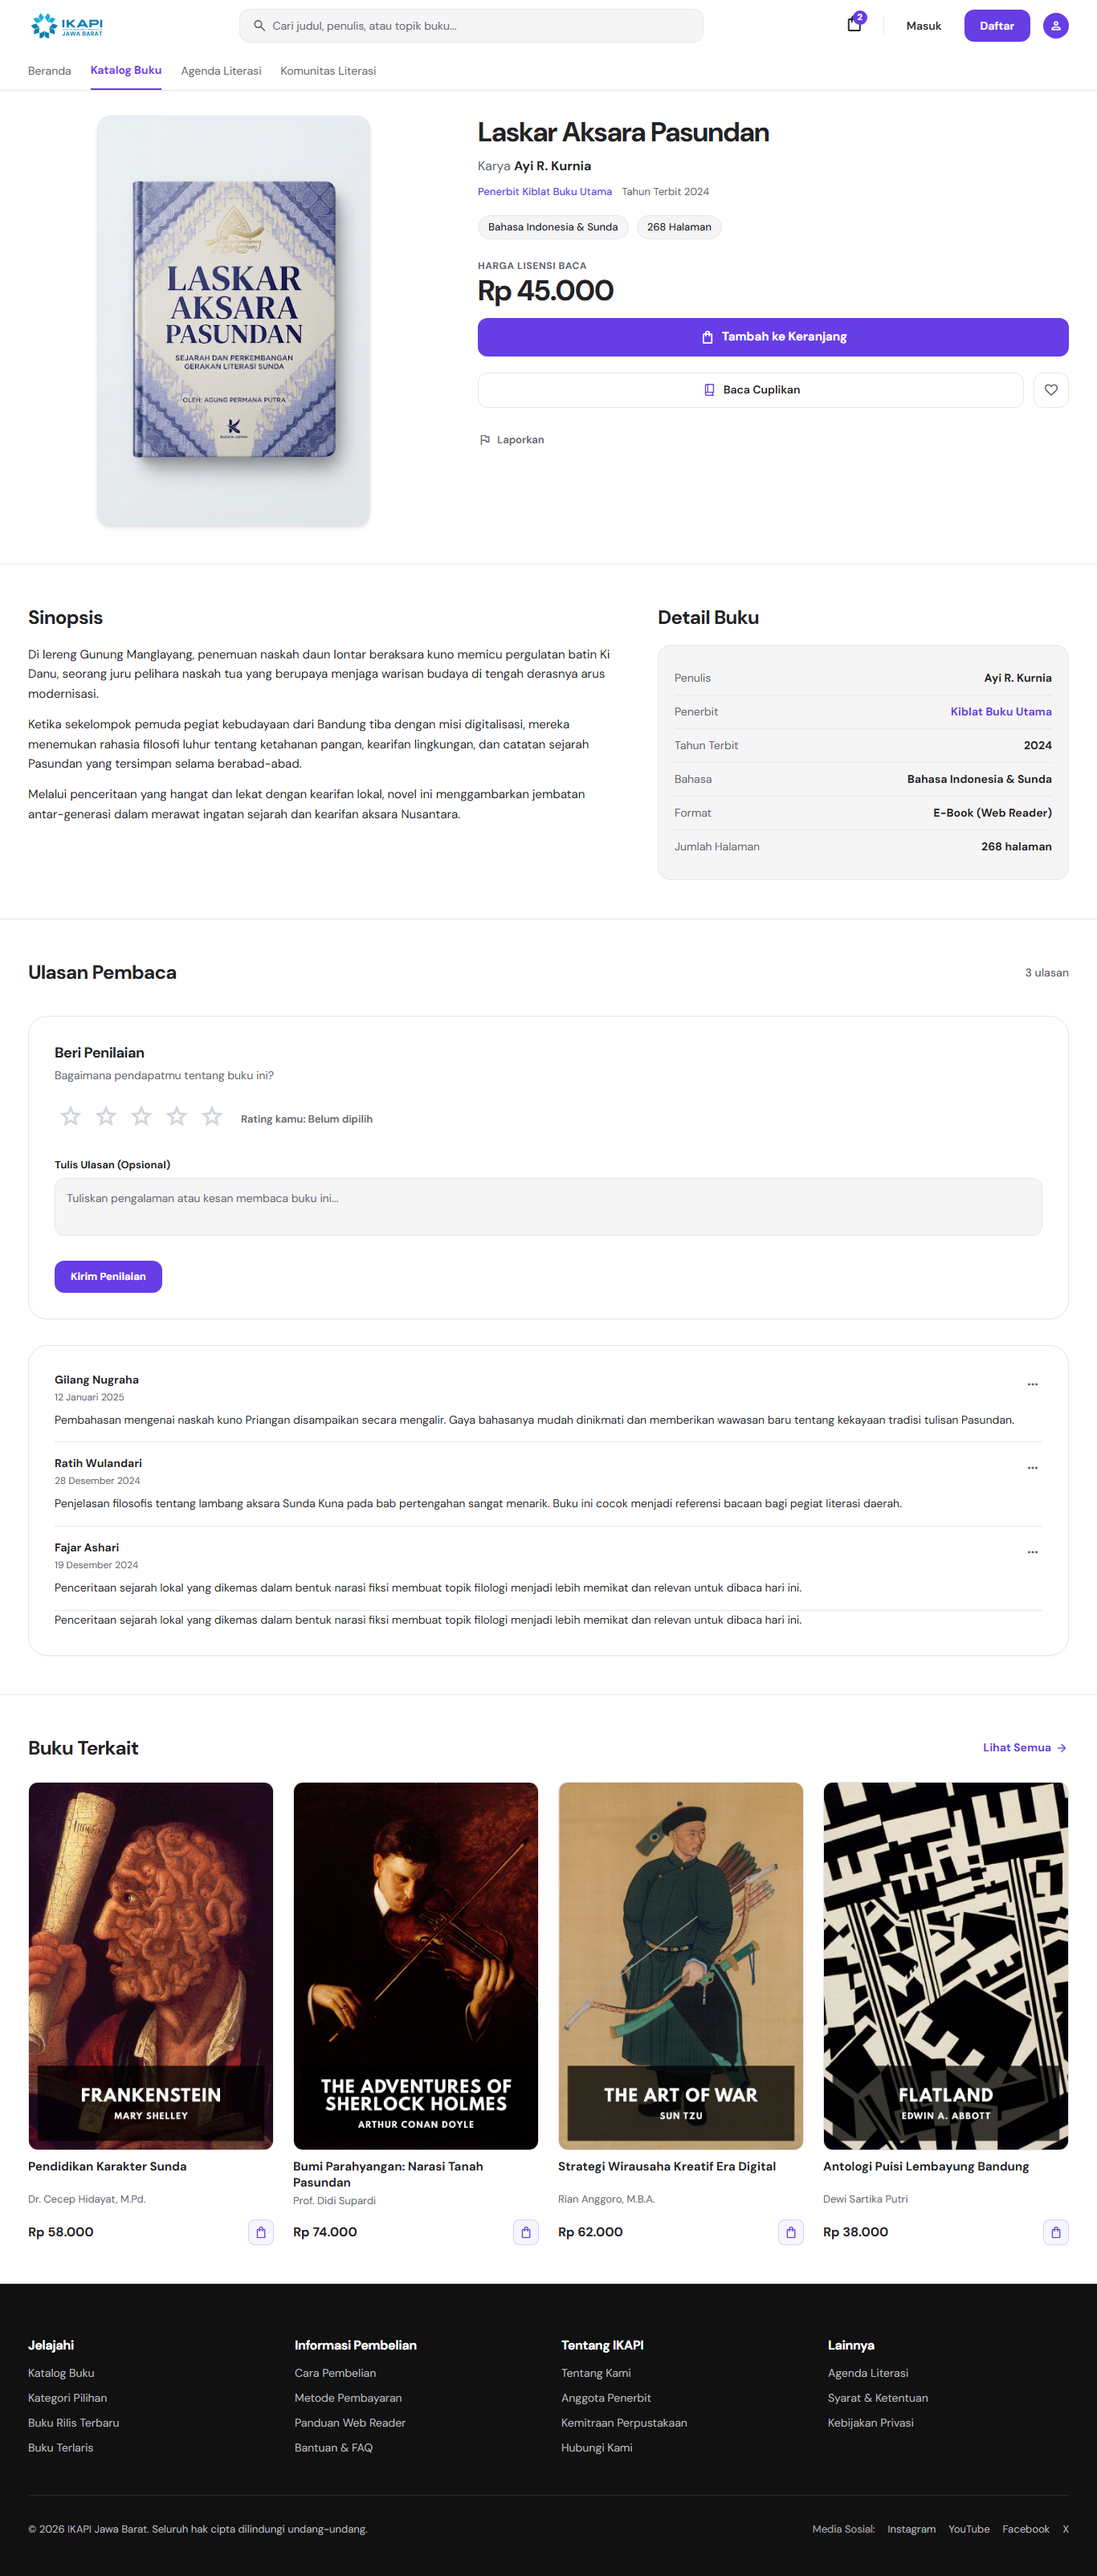 IKAPI
JAWA BARAT
Cari judul, penulis, atau topik buku...
2
Masuk
Daftar
Beranda
Katalog Buku
Agenda Literasi
Komunitas Literasi
LASKAR
AKSARA
PASUNDAN
SEJARAH DAN PERKEMBANGAN
GERAKAN LITERASI SUNDA
OLEH: AGUNG PERMANA PUTRA
Laskar Aksara Pasundan
Karya Ayi R. Kurnia
Penerbit Kiblat Buku Utama Tahun Terbit 2024
Bahasa Indonesia & Sunda
268 Halaman
HARGA LISENSI BACA
Rp 45.000
Tambah ke Keranjang
Baca Cuplikan
Laporkan
Sinopsis
Di lereng Gunung Manglayang, penemuan naskah daun lontar beraksara kuno memicu pergulatan batin Ki
Danu, seorang juru pelihara naskah tua yang berupaya menjaga warisan budaya di tengah derasnya arus
modernisasi.
Ketika sekelompok pemuda pegiat kebudayaan dari Bandung tiba dengan misi digitalisasi, mereka
menemukan rahasia filosofi luhur tentang ketahanan pangan, kearifan lingkungan, dan catatan sejarah
Pasundan yang tersimpan selama berabad-abad.
Melalui penceritaan yang hangat dan lekat dengan kearifan lokal, novel ini menggambarkan jembatan
antar-generasi dalam merawat ingatan sejarah dan kearifan aksara Nusantara.
Detail Buku
Penulis Ayi R. Kurnia
Penerbit Kiblat Buku Utama
Tahun Terbit 2024
Bahasa Bahasa Indonesia & Sunda
Format E-Book (Web Reader)
Jumlah Halaman 268 halaman
Ulasan Pembaca
3 ulasan
Beri Penilaian
Bagaimana pendapatmu tentang buku ini?
Rating kamu: Belum dipilih
Tulis Ulasan (Opsional)
Tuliskan pengalaman atau kesan membaca buku ini...
Kirim Penilaian
Gilang Nugraha
12 Januari 2025
Pembahasan mengenai naskah kuno Priangan disampaikan secara mengalir. Gaya bahasanya mudah dinikmati dan memberikan wawasan baru tentang kekayaan tradisi tulisan Pasundan.
Ratih Wulandari
28 Desember 2024
Penjelasan filosofis tentang lambang aksara Sunda Kuna pada bab pertengahan sangat menarik. Buku ini cocok menjadi referensi bacaan bagi pegiat literasi daerah.
Fajar Ashari
19 Desember 2024
Penceritaan sejarah lokal yang dikemas dalam bentuk narasi fiksi membuat topik filologi menjadi lebih memikat dan relevan untuk dibaca hari ini.
Penceritaan sejarah lokal yang dikemas dalam bentuk narasi fiksi membuat topik filologi menjadi lebih memikat dan relevan untuk dibaca hari ini.
Buku Terkait
Lihat Semua
FRANKENSTEIN
MARY SHELLEY
Pendidikan Karakter Sunda
Dr. Cecep Hidayat, M.Pd.
Rp 58.000
THE ADVENTURES OF
SHERLOCK HOLMES
ARTHUR CONAN DOYLE
Bumi Parahyangan: Narasi Tanah
Pasundan
Prof. Didi Supardi
Rp 74.000
THE ART OF WAR
SUN TZU
Strategi Wirausaha Kreatif Era Digital
Rian Anggoro, M.B.A.
Rp 62.000
FLATLAND
EDWIN A. ABBOTT
Antologi Puisi Lembayung Bandung
Dewi Sartika Putri
Rp 38.000
Jelajahi
Katalog Buku
Kategori Pilihan
Buku Rilis Terbaru
Buku Terlaris
Informasi Pembelian
Cara Pembelian
Metode Pembayaran
Panduan Web Reader
Bantuan & FAQ
Tentang IKAPI
Tentang Kami
Anggota Penerbit
Kemitraan Perpustakaan
Hubungi Kami
Lainnya
Agenda Literasi
Syarat & Ketentuan
Kebijakan Privasi
© 2026 IKAPI Jawa Barat. Seluruh hak cipta dilindungi undang-undang.
Media Sosial: Instagram YouTube Facebook X